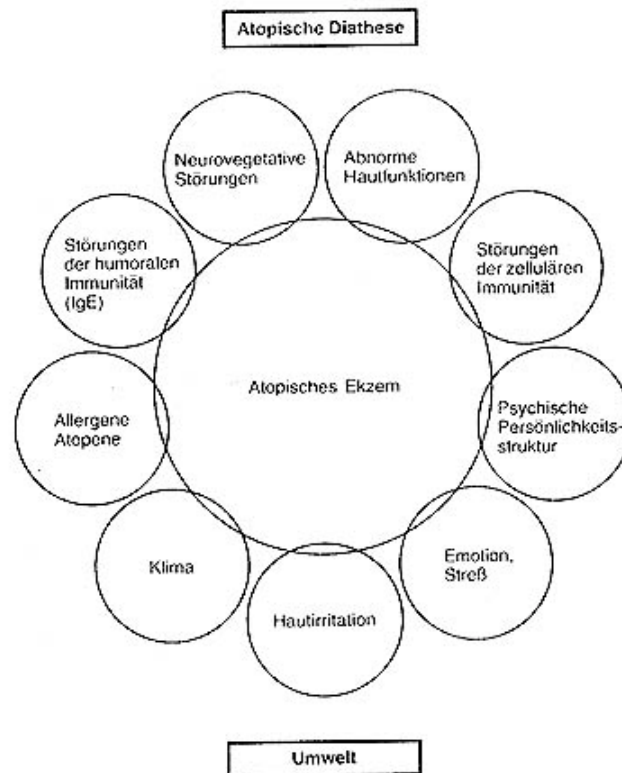 Atopische Diathese
Neurovegetative
Störungen
Abnorme
Hautfunktionen
Störungen
der humoralen
Immunität
(IgE)
Störungen
der zellulären
Immunität
Atopisches Ekzem
Allergene
Atopene
Psychische
Persönlichkeits-
struktur
Klima
Emotion,
Streß
Hautirritation
Umwelt